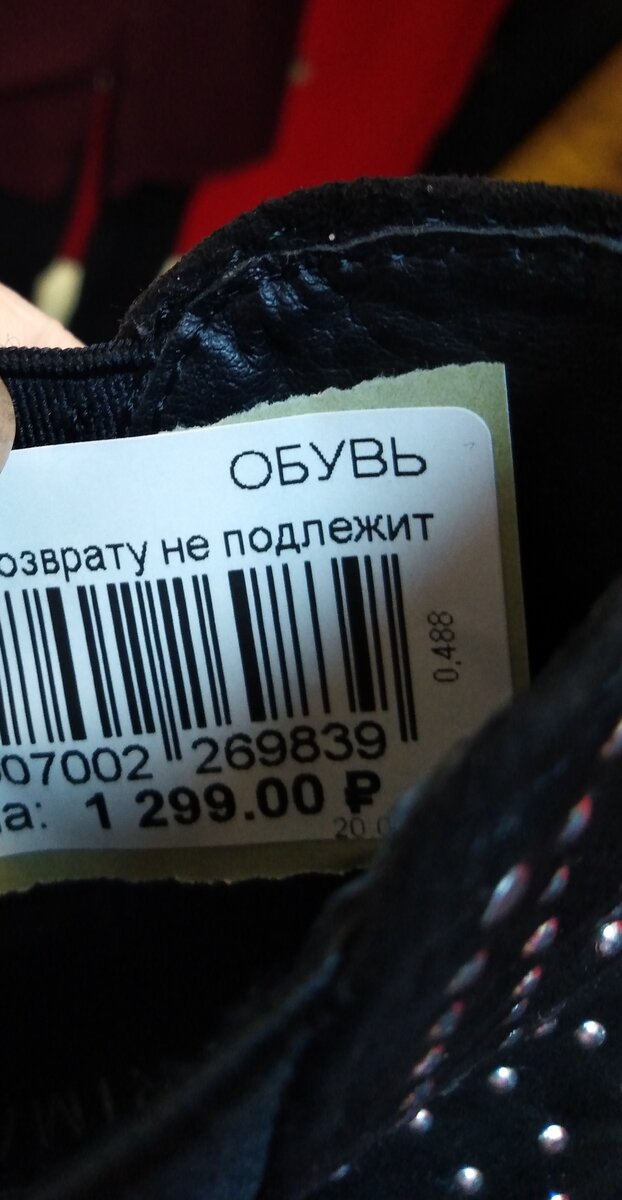 ОБУВЬ
озврату не подлежит
0,488
07002 269839
а: 1 299.00 ₽
20.0